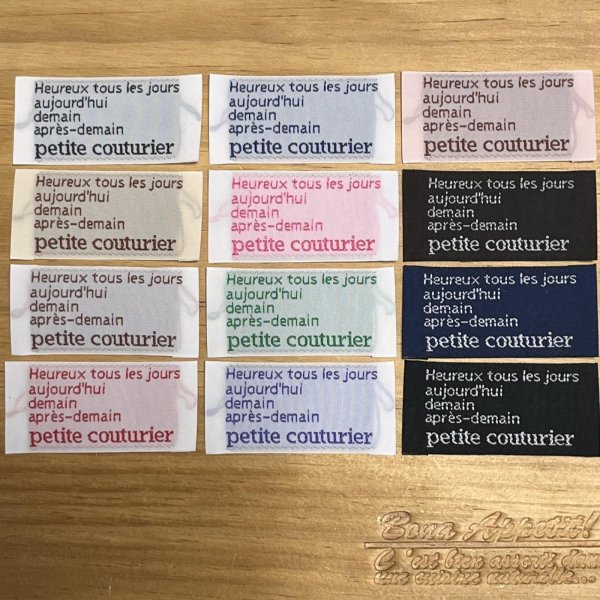 Heureux tous les jours
aujourd'hui
demain
après-demain
petite couturier
Heureux tous les jours
aujourd'hui
demain
après-demain
petite couturier
Heureux tous les jours
aujourd'hui
demain
après-demain
petite couturier
Heureux tous les jours
aujourd'hui
demain
après-demain
petite couturier
Heureux tous les jours
aujourd'hui
demain
après-demain
petite couturier
Heureux tous les jours
aujourd'hui
demain
après-demain
petite couturier
Heureux tous les jours
aujourd'hui
demain
après-demain
petite couturier
Heureux tous les jours
aujourd'hui
demain
après-demain
petite couturier
Heureux tous les jours
aujourd'hui
demain
après-demain
petite couturier
Heureux tous les jours
aujourd'hui
demain
après-demain
petite couturier
Heureux tous les jours
aujourd'hui
demain
après-demain
petite couturier
Heureux tous les jours
aujourd'hui
demain
après-demain
petite couturier
Bona Appetit!
C'est bien assorti dans
une cuisine naturelle...